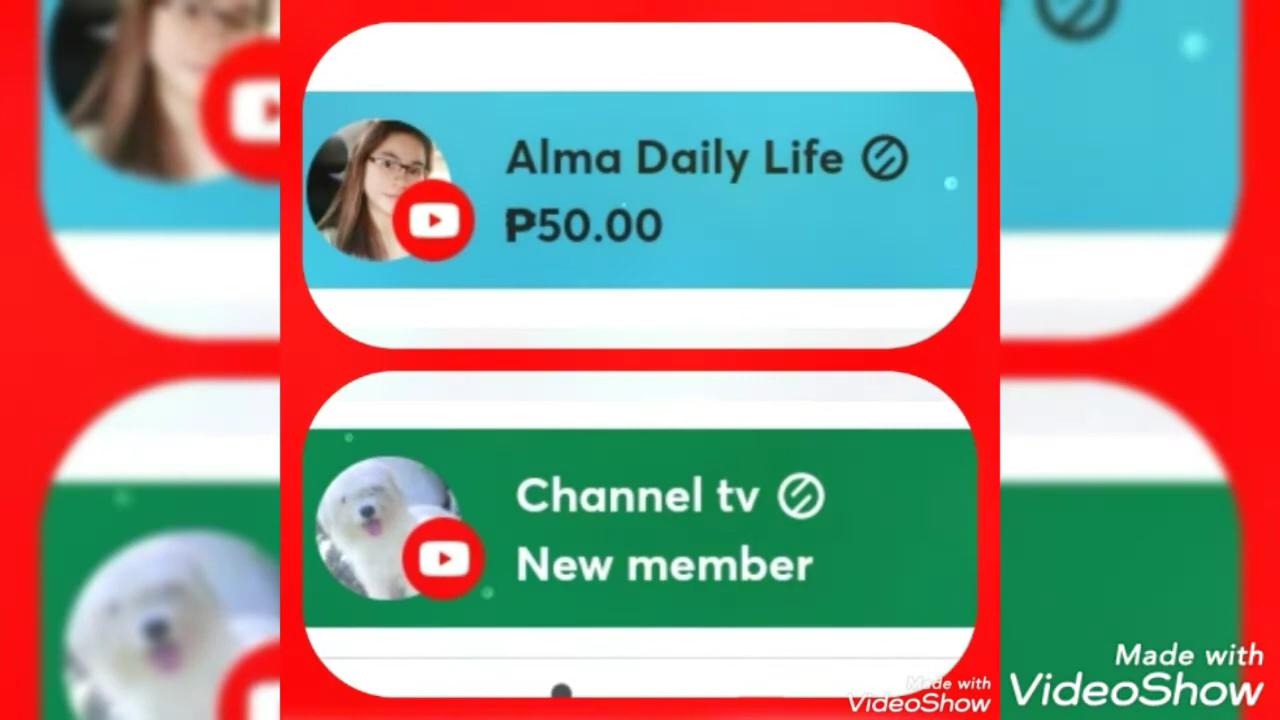 Alma Daily Life
₱50.00
Channel tv
New member
Made with
VideoShow
Made with
VideoShow